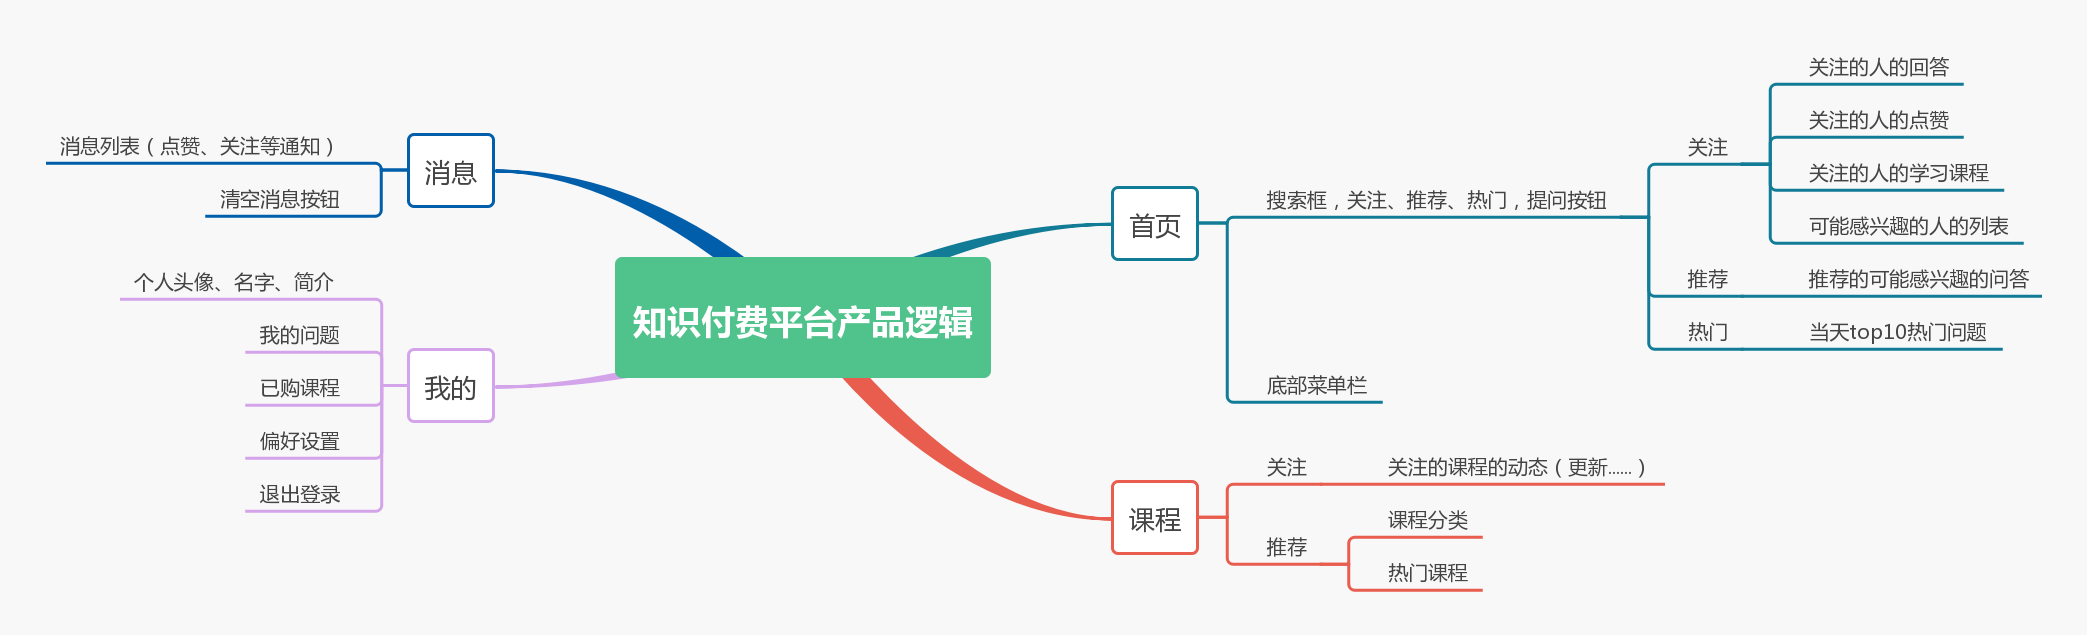 知识付费平台产品逻辑
首页
搜索框，关注、推荐、热门，提问按钮
关注
关注的人的回答
关注的人的点赞
关注的人的学习课程
可能感兴趣的人的列表
推荐
推荐的可能感兴趣的问答
热门
当天top10热门问题
底部菜单栏
课程
关注
关注的课程的动态（更新......）
推荐
课程分类
热门课程
消息
消息列表（点赞、关注等通知）
清空消息按钮
我的
个人头像、名字、简介
我的问题
已购课程
偏好设置
退出登录